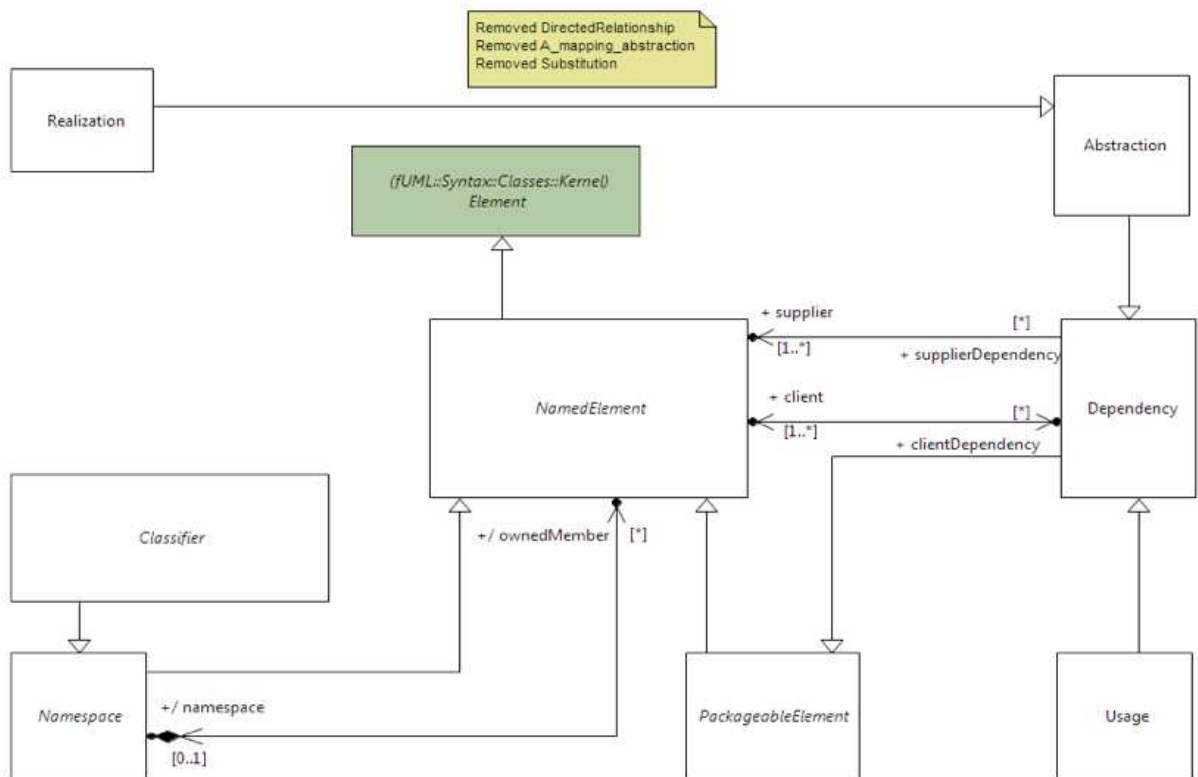 Removed DirectedRelationship
Removed A_mapping_abstraction
Removed Substitution
Realization
Abstraction
(fUML::Syntax::Classes::Kernel)
Element
+ supplier
[*]
[1..*]
+ supplierDependency
NamedElement
+ client
[*]
[1..*]
Dependency
+ clientDependency
Classifier
+/ ownedMember
[*]
Namespace
+/ namespace
[0..1]
PackageableElement
Usage